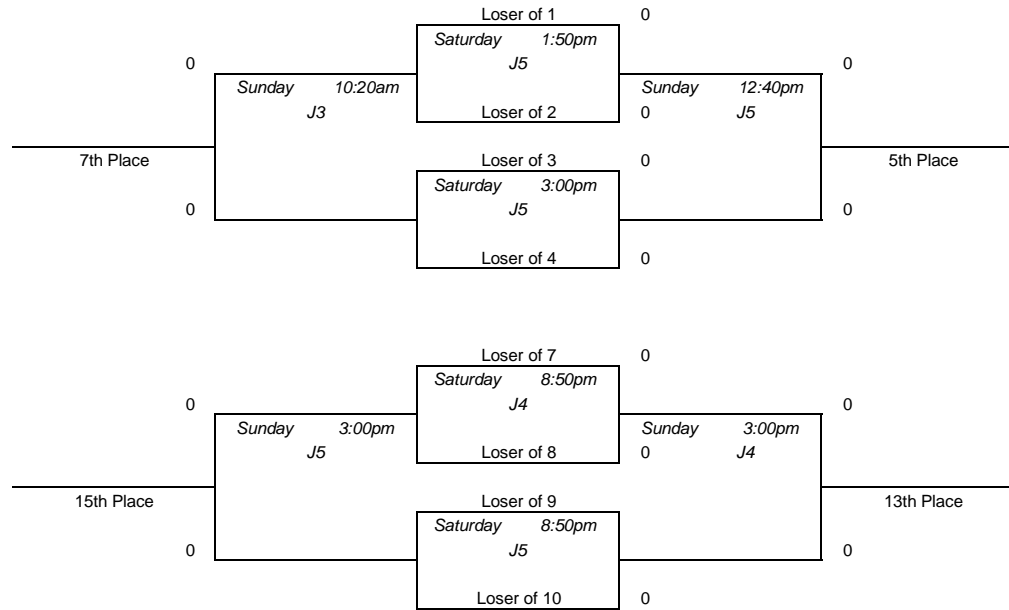 Loser of 1 0
Saturday 1:50pm
0 J5 0
Sunday 10:20am Sunday 12:40pm
J3 Loser of 2 0 J5
7th Place Loser of 3 0 5th Place
Saturday 3:00pm
0 J5 0
Loser of 4 0
Loser of 7 0
Saturday 8:50pm
0 J4 0
Sunday 3:00pm Sunday 3:00pm
J5 Loser of 8 0 J4
15th Place Loser of 9 13th Place
Saturday 8:50pm
0 J5 0
Loser of 10 0